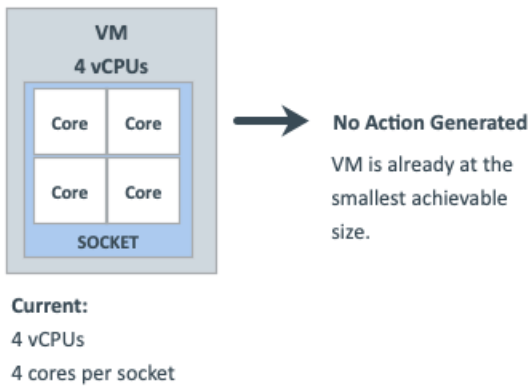 VM
4 vCPUs
Core
Core
Core
Core
SOCKET
No Action Generated
VM is already at the
smallest achievable
size.
Current:
4 vCPUs
4 cores per socket